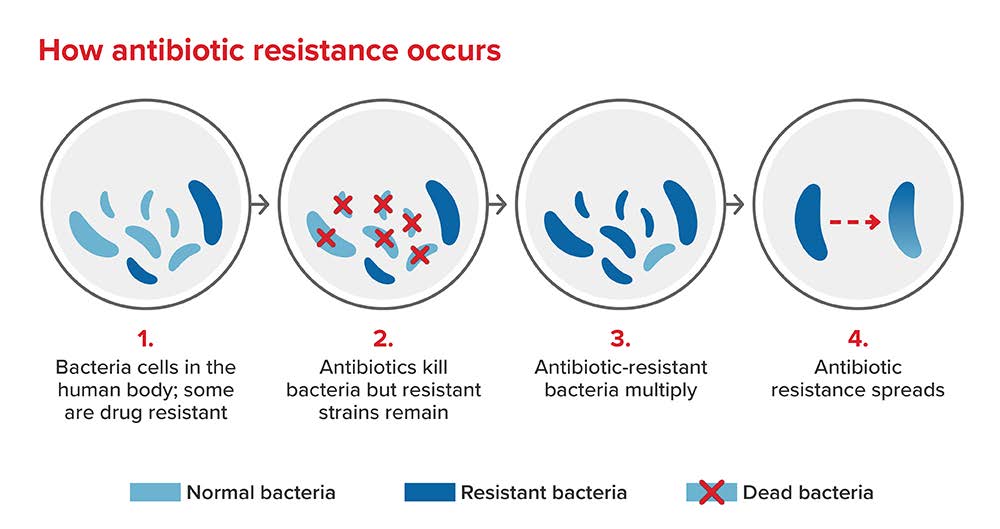 How antibiotic resistance occurs
1.
Bacteria cells in the
human body; some
are drug resistant
2.
Antibiotics kill
bacteria but resistant
strains remain
3.
Antibiotic-resistant
bacteria multiply
4.
Antibiotic
resistance spreads
Normal bacteria
Resistant bacteria
Dead bacteria